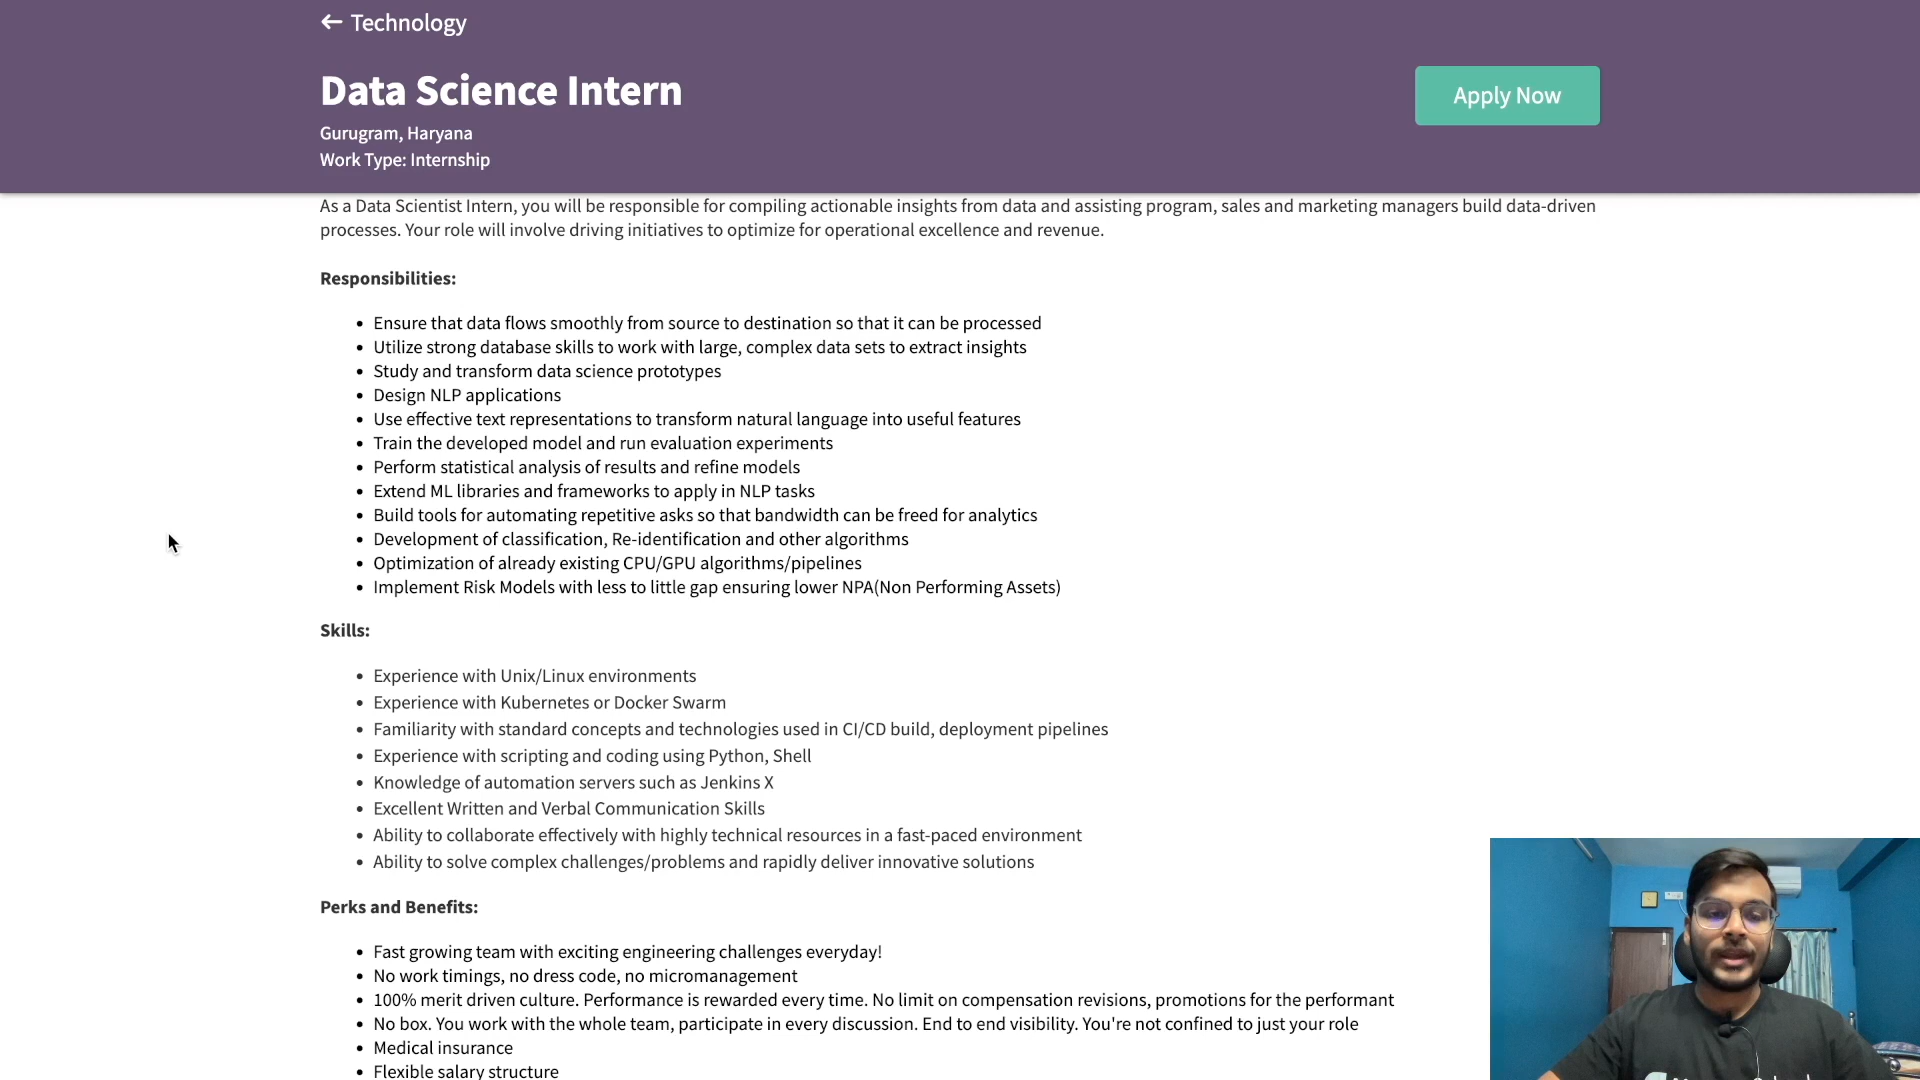 ← Technology
Data Science Intern
Gurugram, Haryana
Work Type: Internship
Apply Now
As a Data Scientist Intern, you will be responsible for compiling actionable insights from data and assisting program, sales and marketing managers build data-driven
processes. Your role will involve driving initiatives to optimize for operational excellence and revenue.
Responsibilities:
• Ensure that data flows smoothly from source to destination so that it can be processed
• Utilize strong database skills to work with large, complex data sets to extract insights
• Study and transform data science prototypes
• Design NLP applications
• Use effective text representations to transform natural language into useful features
• Train the developed model and run evaluation experiments
• Perform statistical analysis of results and refine models
• Extend ML libraries and frameworks to apply in NLP tasks
• Build tools for automating repetitive asks so that bandwidth can be freed for analytics
• Development of classification, Re-identification and other algorithms
• Optimization of already existing CPU/GPU algorithms/pipelines
• Implement Risk Models with less to little gap ensuring lower NPA(Non Performing Assets)
Skills:
• Experience with Unix/Linux environments
• Experience with Kubernetes or Docker Swarm
• Familiarity with standard concepts and technologies used in CI/CD build, deployment pipelines
• Experience with scripting and coding using Python, Shell
• Knowledge of automation servers such as Jenkins X
• Excellent Written and Verbal Communication Skills
• Ability to collaborate effectively with highly technical resources in a fast-paced environment
• Ability to solve complex challenges/problems and rapidly deliver innovative solutions
Perks and Benefits:
• Fast growing team with exciting engineering challenges everyday!
• No work timings, no dress code, no micromanagement
• 100% merit driven culture. Performance is rewarded every time. No limit on compensation revisions, promotions for the performant
• No box. You work with the whole team, participate in every discussion. End to end visibility. You're not confined to just your role
• Medical insurance
• Flexible salary structure